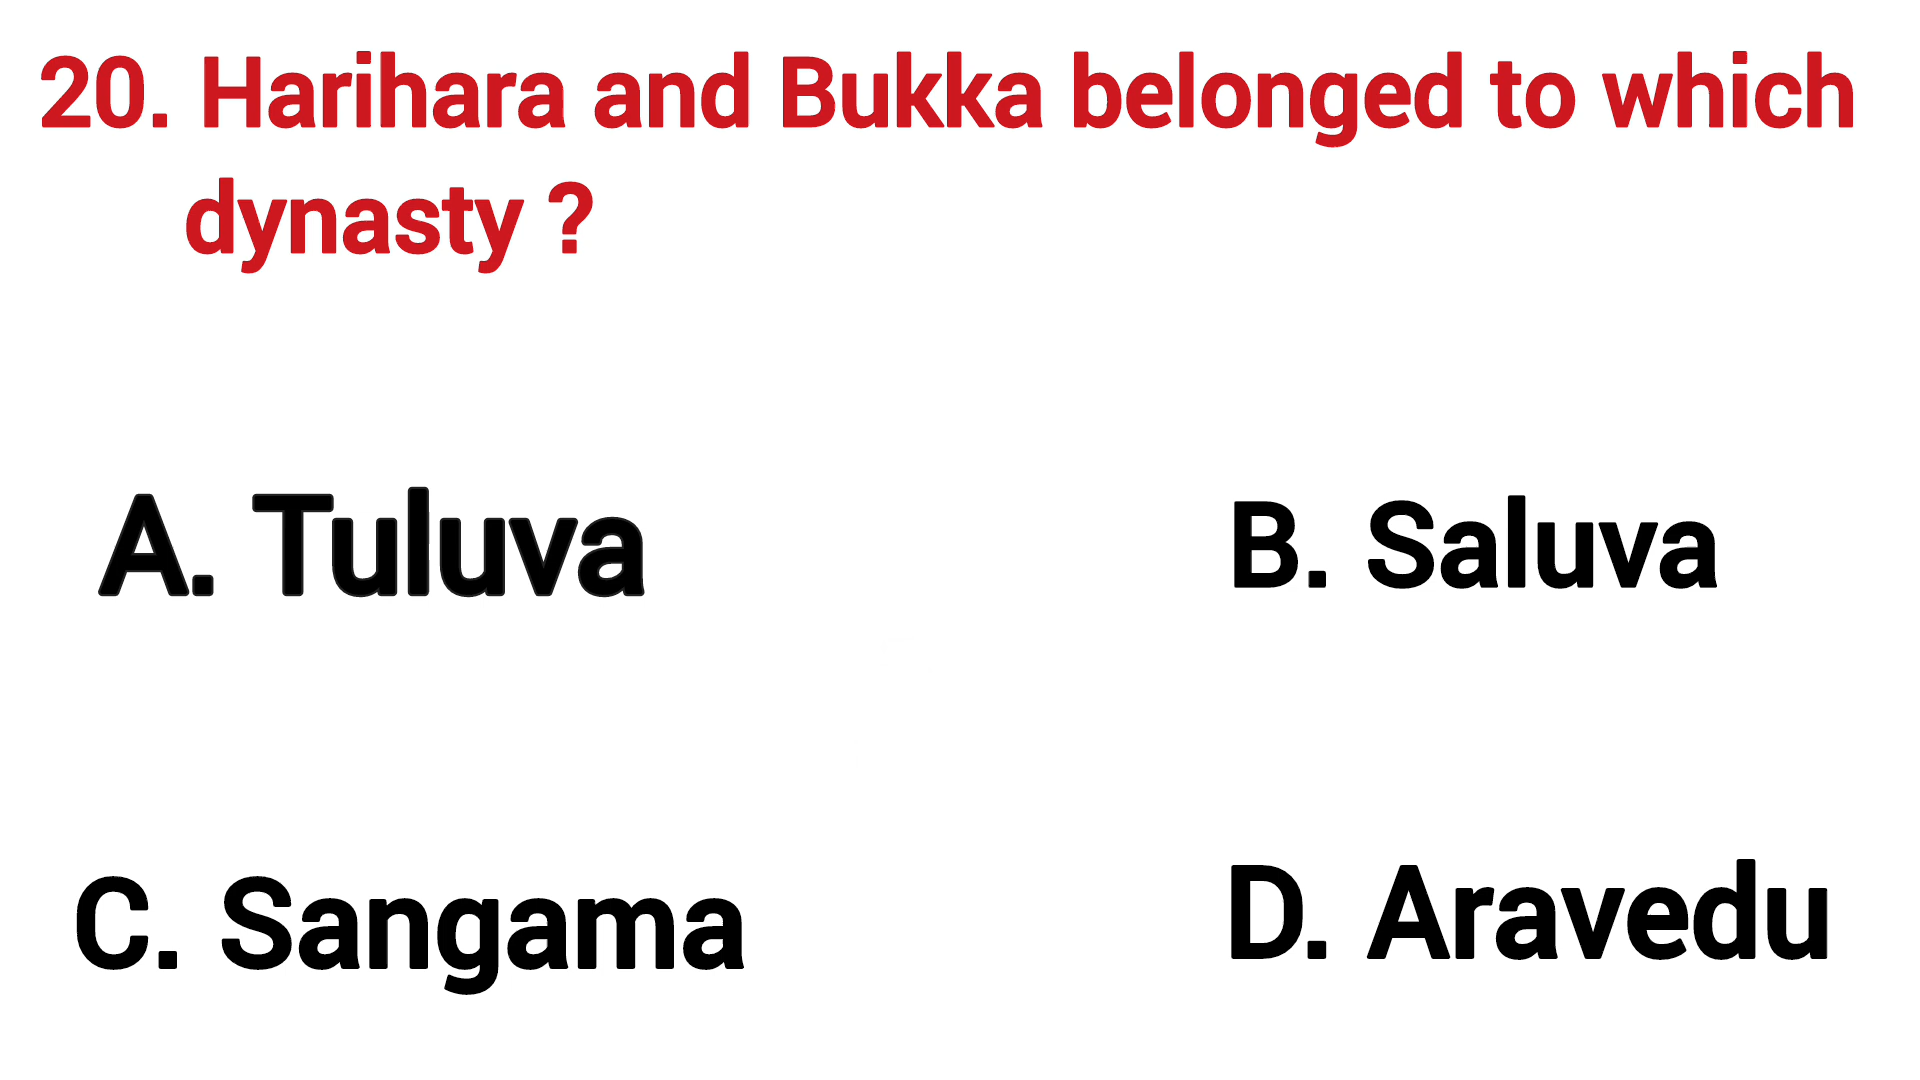 20. Harihara and Bukka belonged to which
dynasty ?
A. Tuluva
B. Saluva
C. Sangama
D. Aravedu